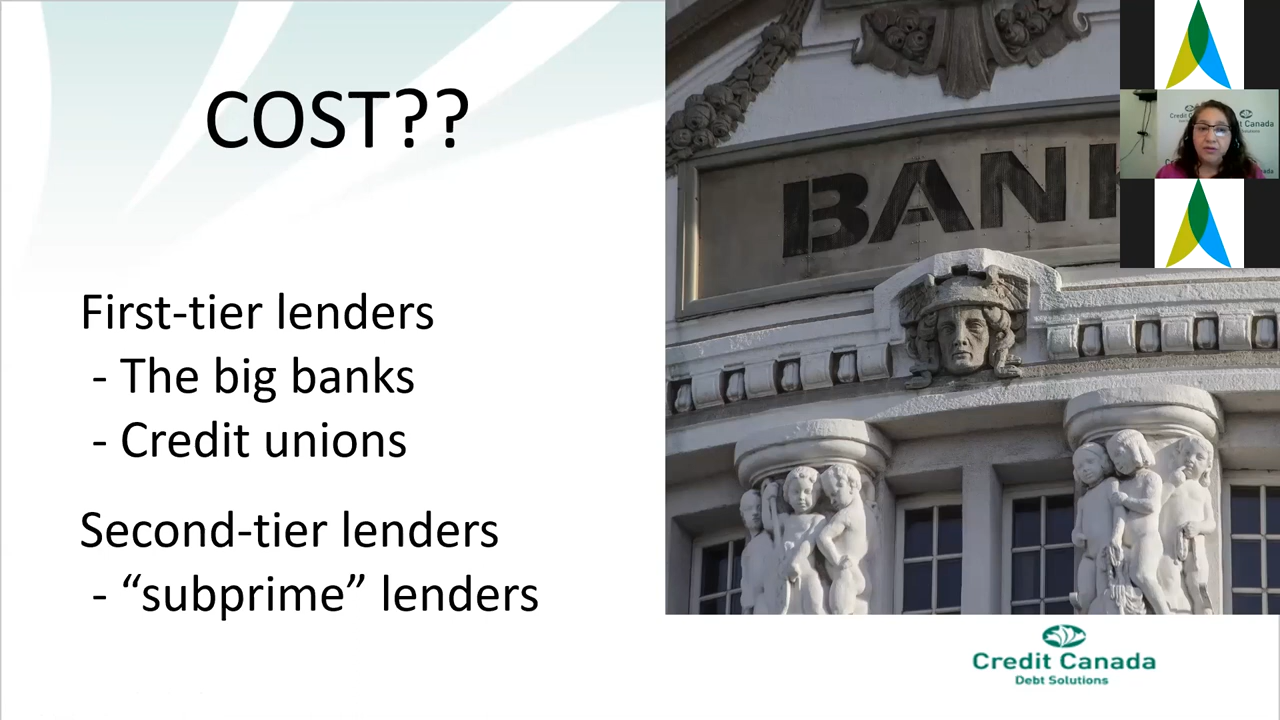 COST??
First-tier lenders
- The big banks
- Credit unions
Second-tier lenders
- “subprime” lenders
BAN
Credit Canada
Debt Solutions